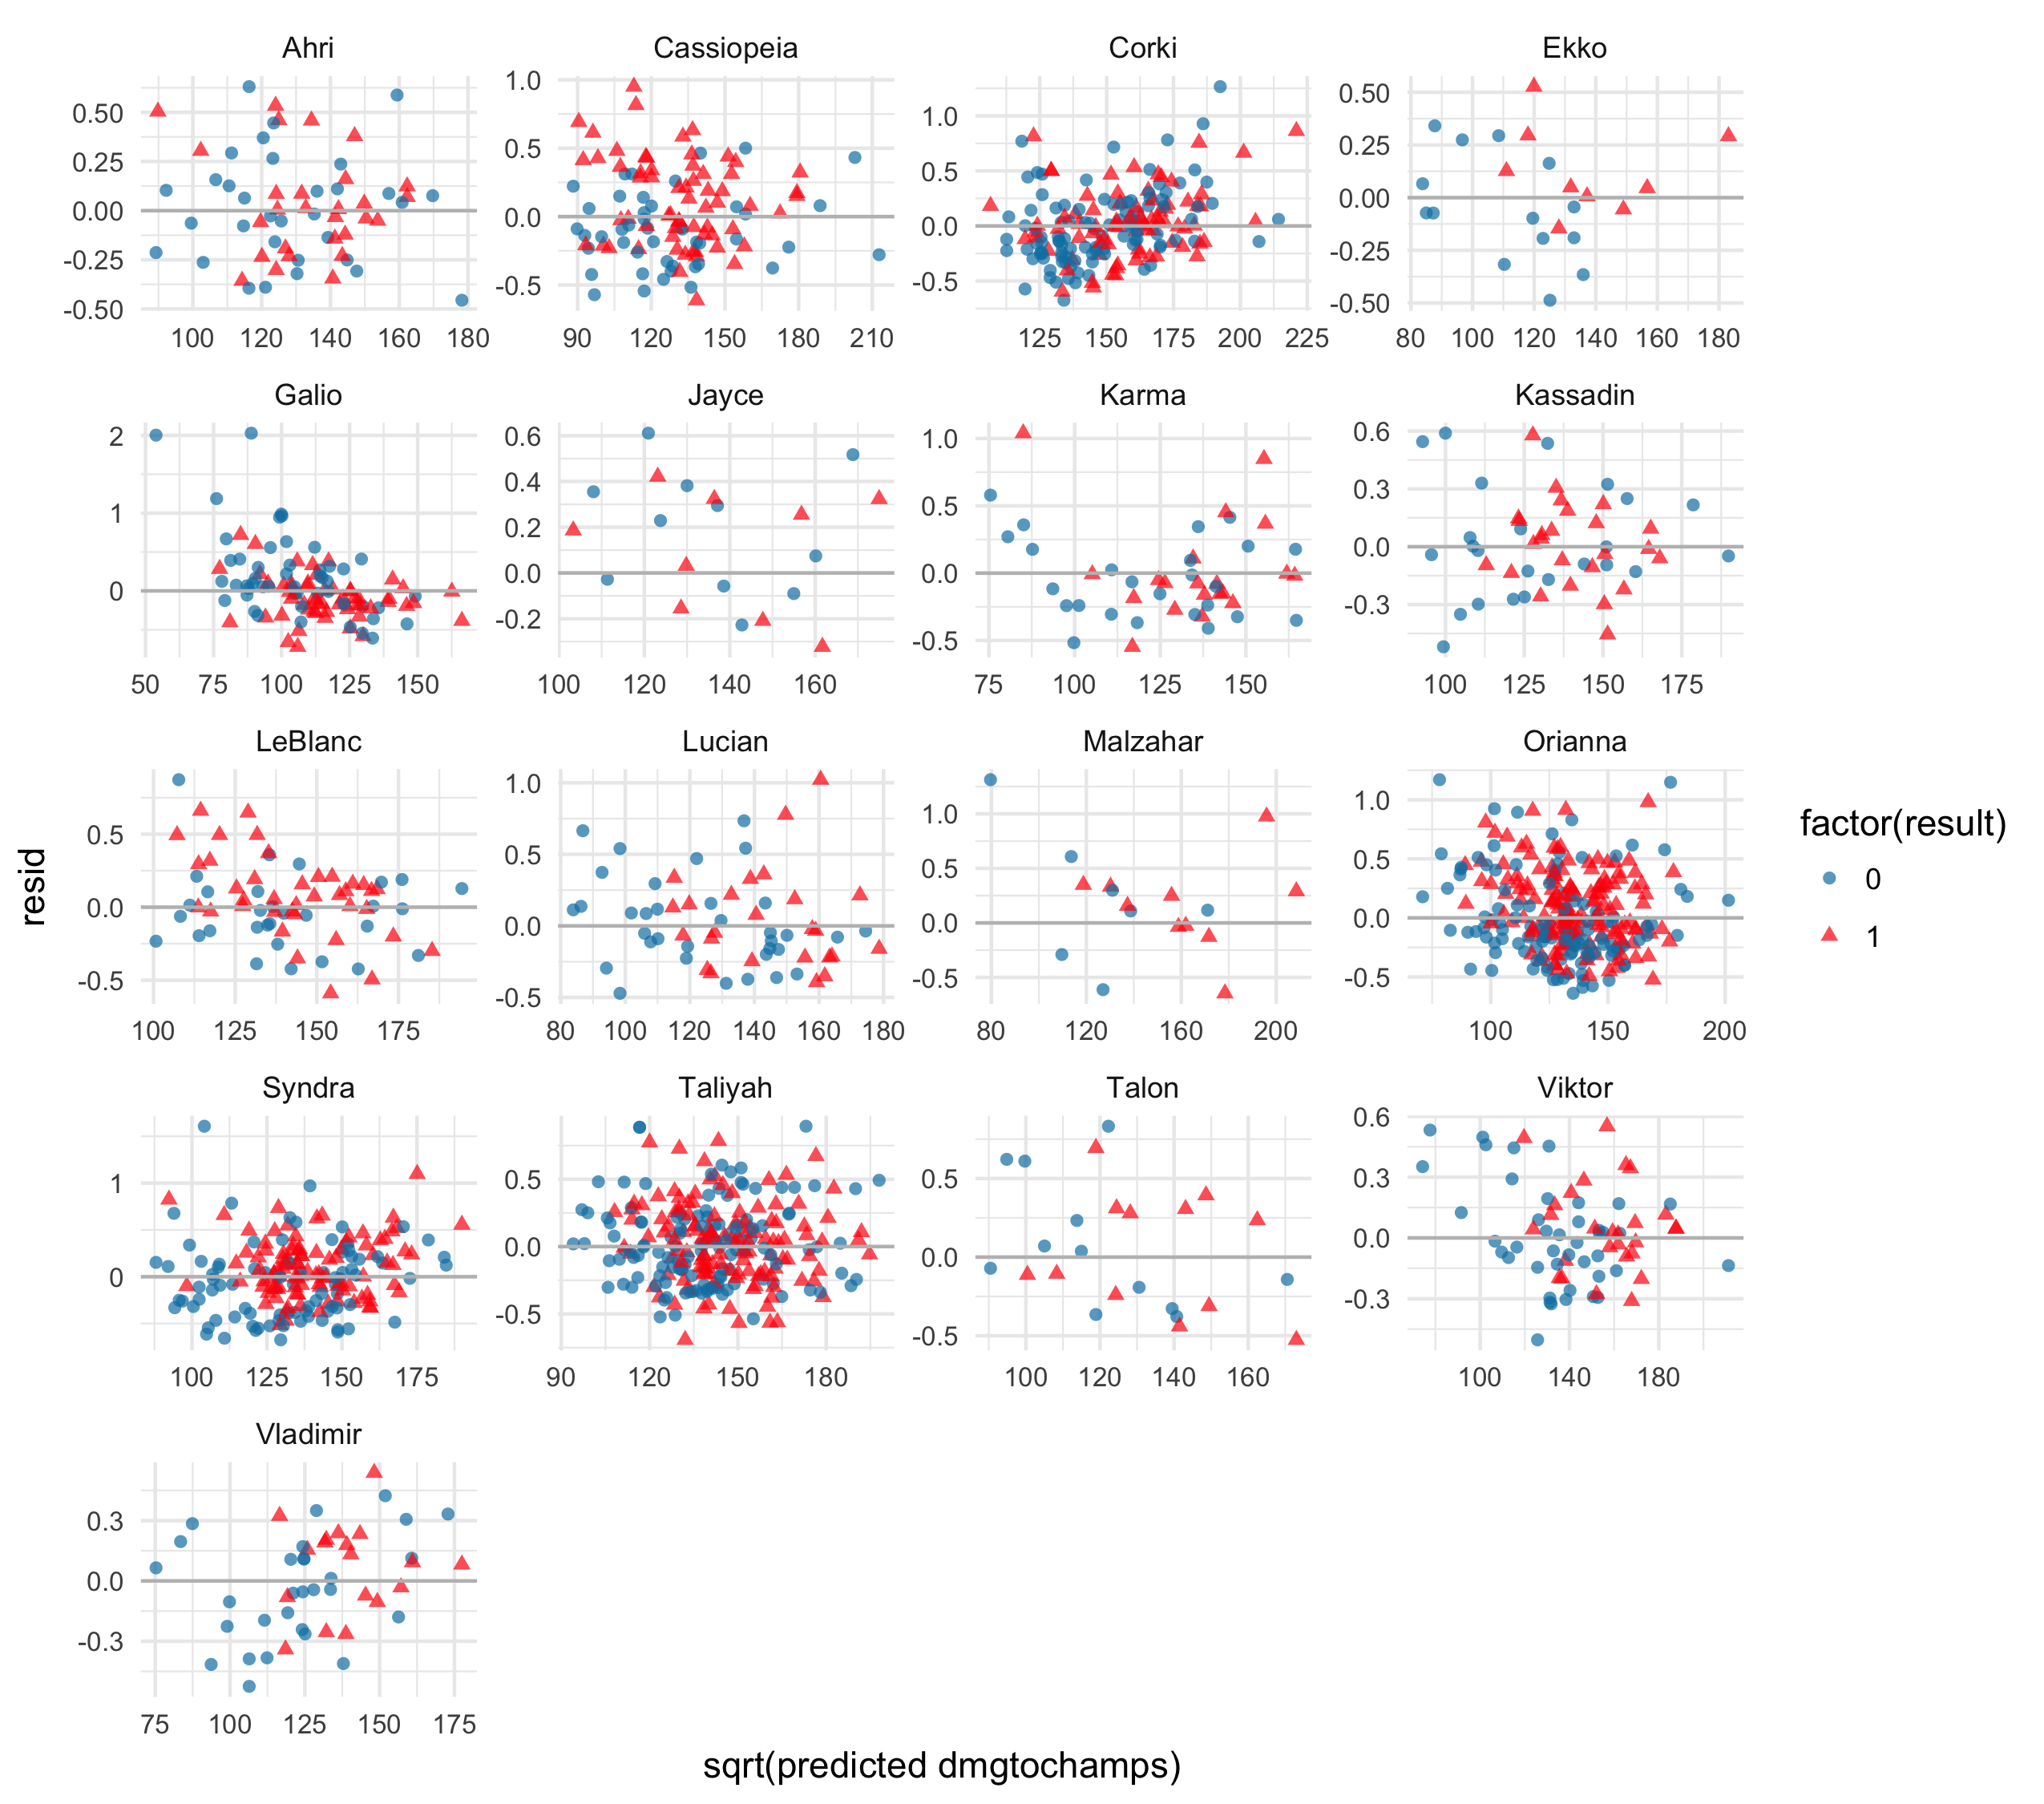 Ahri Cassiopeia Corki Ekko
0.50 0.25 0.00 -0.25 -0.50
1.0 0.5 0.0 -0.5
1.0 0.5 0.0 -0.5
0.50 0.25 0.00 -0.25 -0.50
100 120 140 160 180
90 120 150 180 210
125 150 175 200 225
80 100 120 140 160 180
Galio Jayce Karma Kassadin
2 1 0
0.6 0.4 0.2 0.0 -0.2
1.0 0.5 0.0 -0.5
0.6 0.3 0.0 -0.3
50 75 100 125 150
100 120 140 160
75 100 125 150
100 125 150 175
LeBlanc Lucian Malzahar Orianna
0.5 0.0 -0.5
1.0 0.5 0.0 -0.5
1.0 0.5 0.0 -0.5
1.0 0.5 0.0 -0.5
100 125 150 175
80 100 120 140 160 180
80 120 160 200
100 150 200
Syndra Taliyah Talon Viktor
1 0
0.5 0.0 -0.5
0.5 0.0 -0.5
0.6 0.3 0.0 -0.3
100 125 150 175
90 120 150 180
100 120 140 160
100 140 180
Vladimir
0.3 0.0 -0.3
75 100 125 150 175
resid
sqrt(predicted dmgtochamps)
factor(result)
0
1